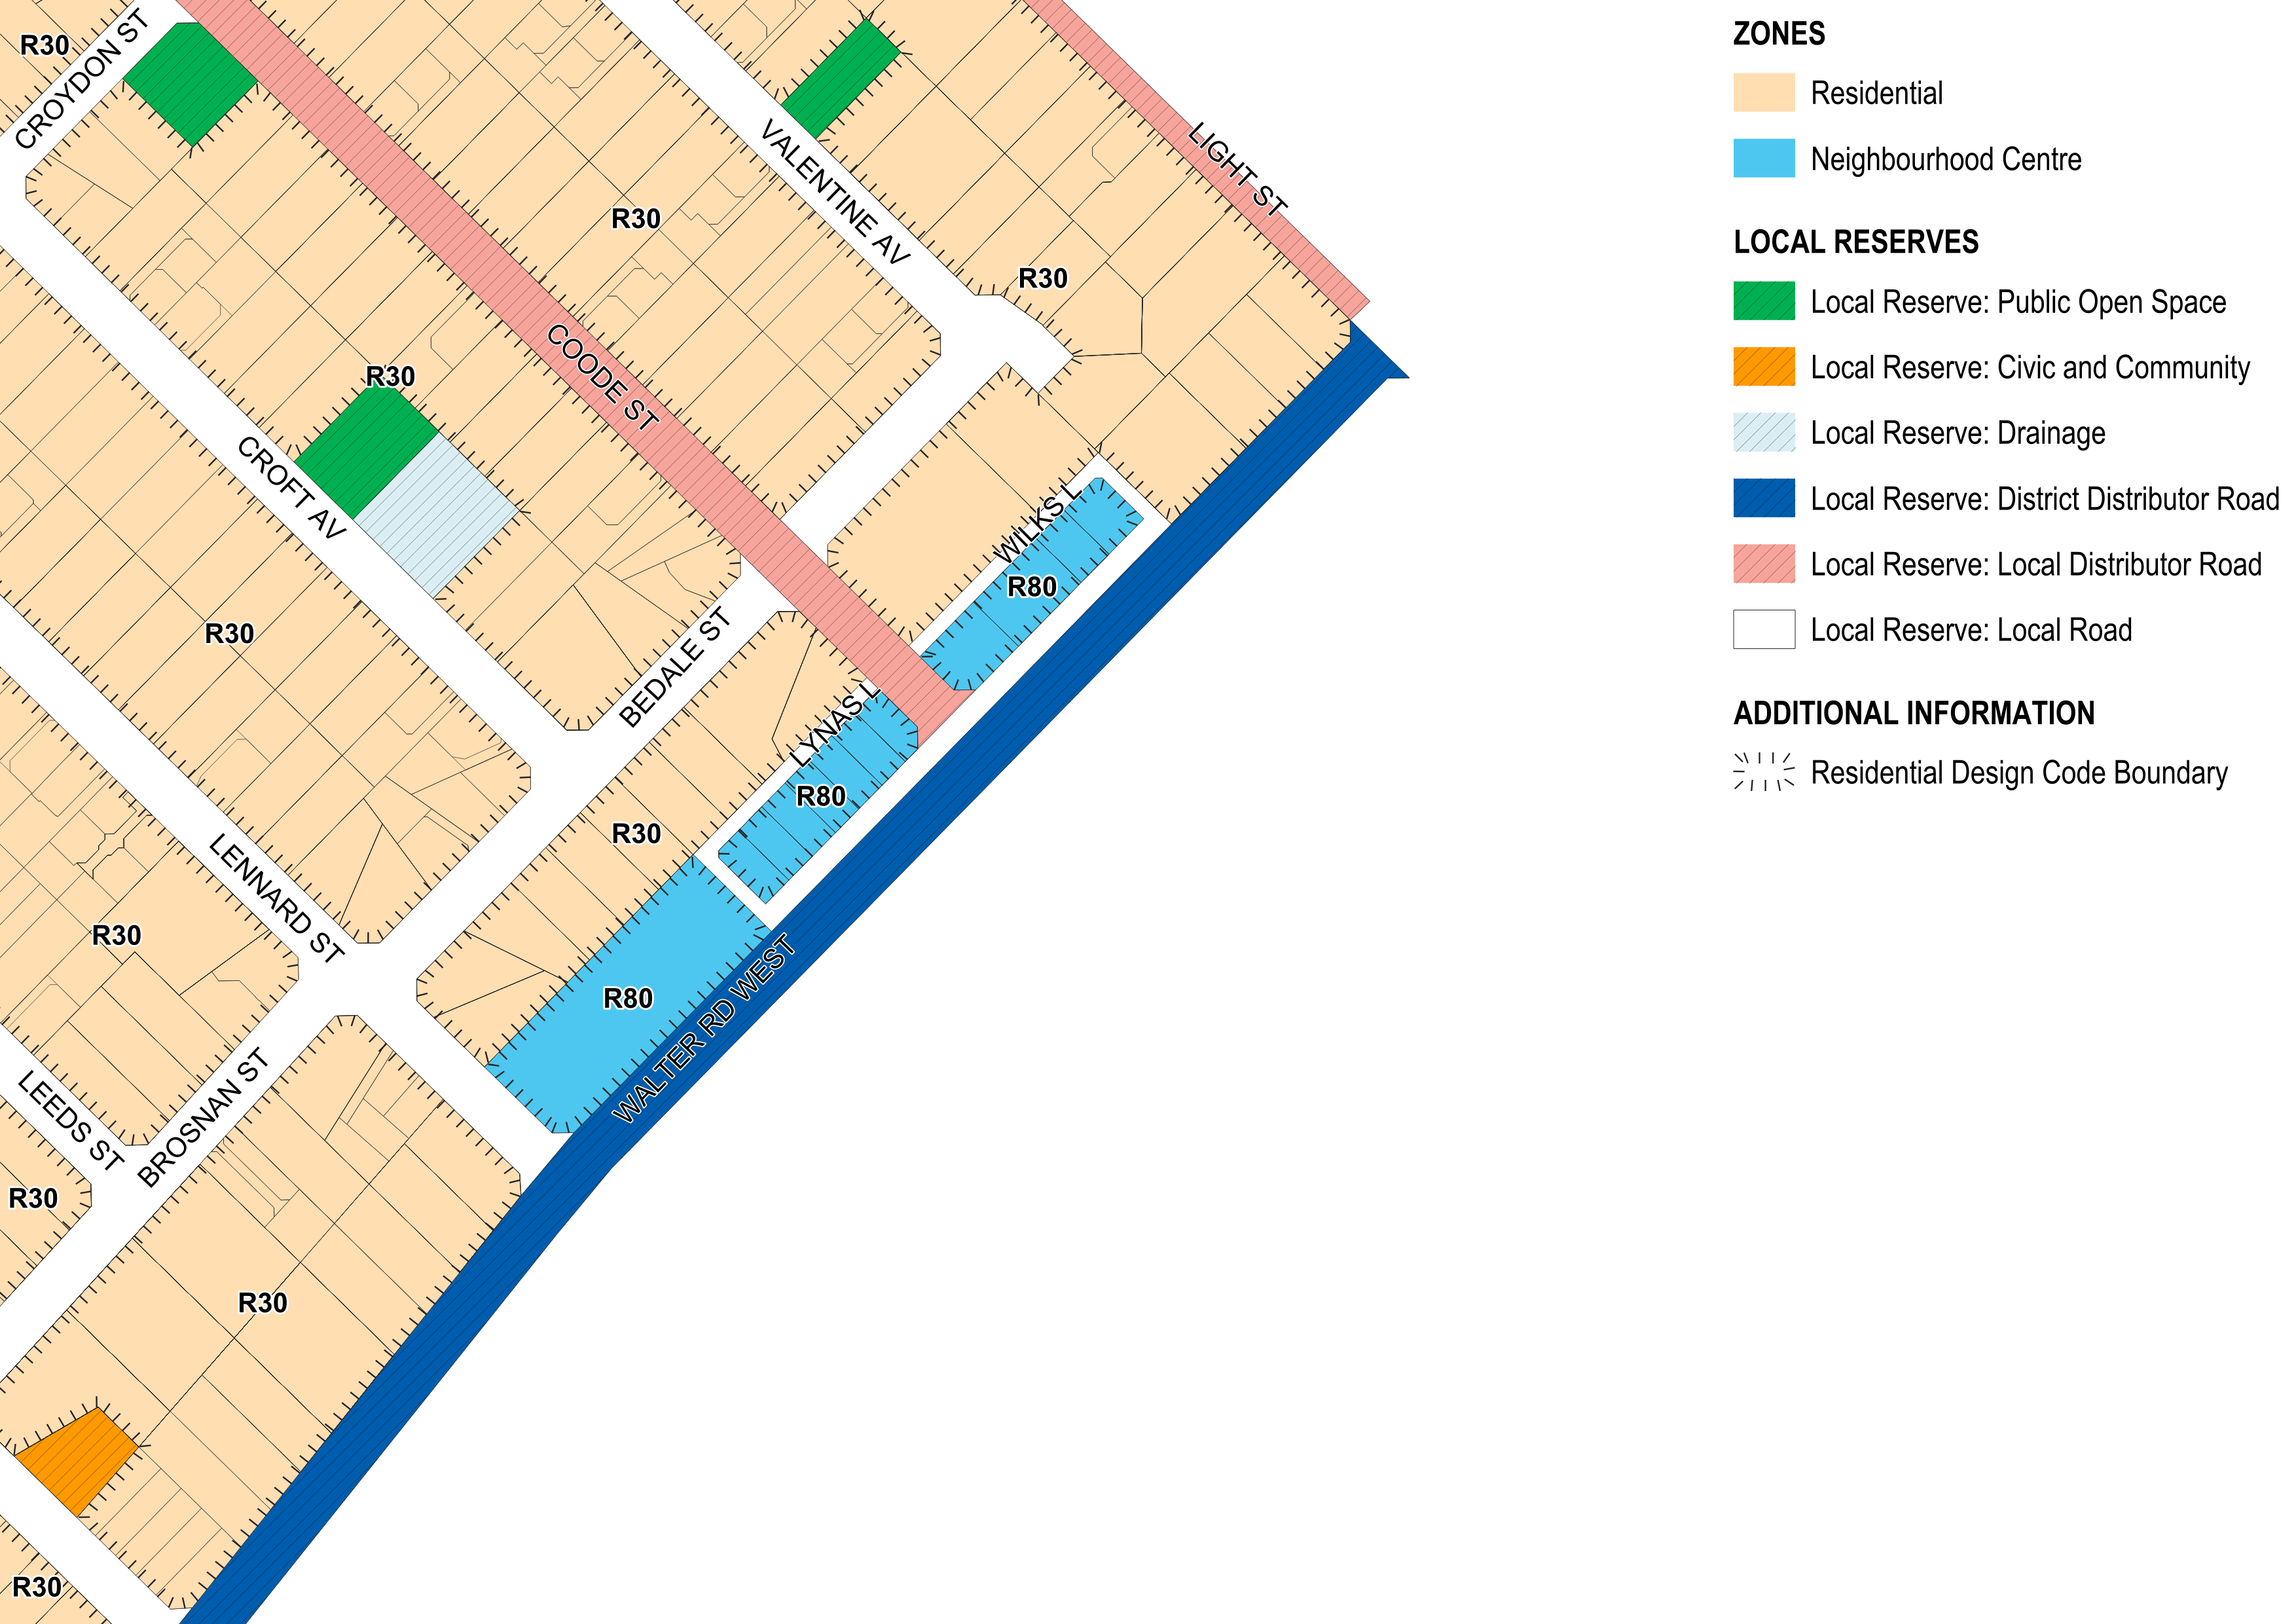 R30
CROYDON ST
VALENTINE AV
LIGHT ST
R30
R30
COODE ST
R30
CROFT AV
WILKS L
R80
R30
BEDALE ST
LYNAS L
R80
R30
LENNARD ST
R30
R80
WALTER RD WEST
LEEDS ST
BROSNAN ST
R30
R30
R30
ZONES
Residential
Neighbourhood Centre
LOCAL RESERVES
Local Reserve: Public Open Space
Local Reserve: Civic and Community
Local Reserve: Drainage
Local Reserve: District Distributor Road
Local Reserve: Local Distributor Road
Local Reserve: Local Road
ADDITIONAL INFORMATION
Residential Design Code Boundary